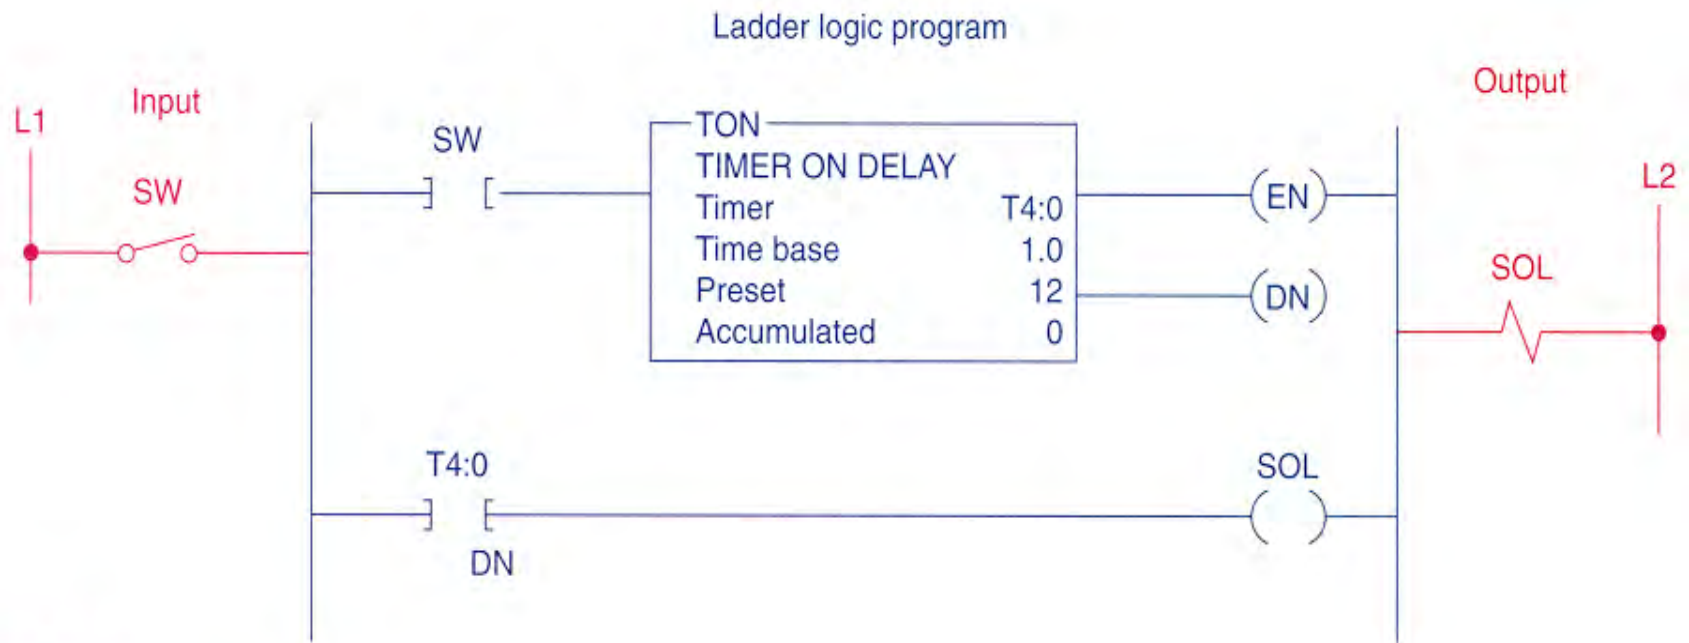 Ladder logic program
Input
Output
L1
SW
SW
TON
TIMER ON DELAY
Timer T4:0
Time base 1.0
Preset 12
Accumulated 0
EN
DN
L2
SOL
T4:0
DN
SOL